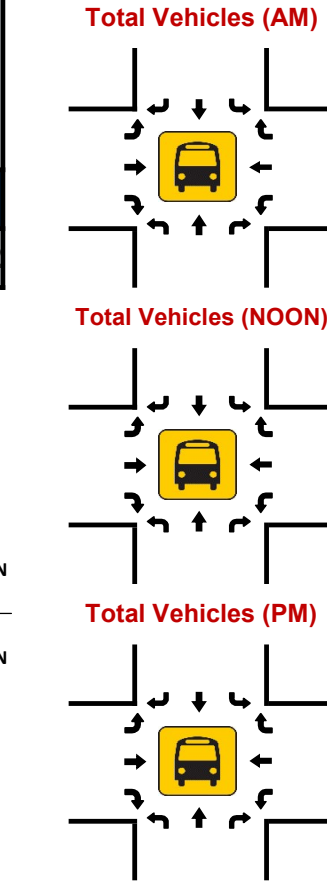 Total Vehicles (AM)
Total Vehicles (NOON)
N
N
Total Vehicles (PM)